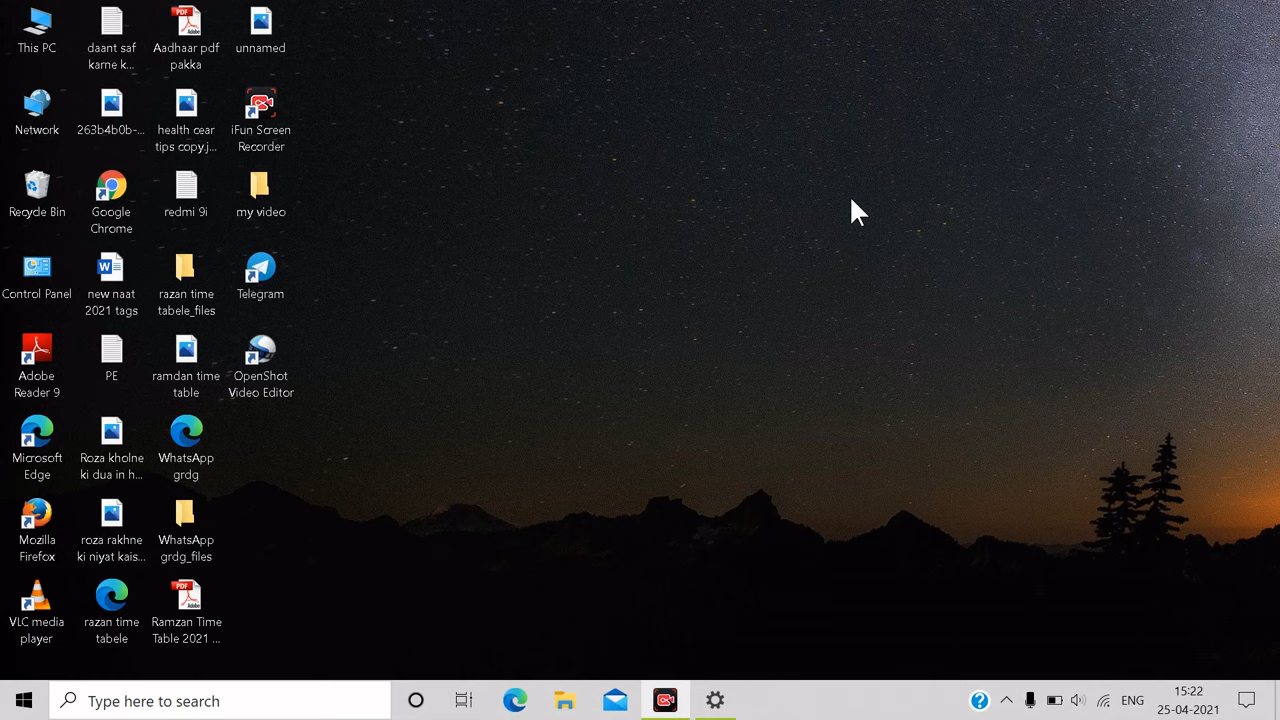 This PC
daant saf
karne k...
Aadhaar pdf
pakka
unnamed
Network
263b4b0b-...
health cear
tips copy.j...
iFun Screen
Recorder
Recycle Bin
Google
Chrome
redmi 9i
my video
Control Panel
new naat
2021 tags
razan time
tabele_files
Telegram
Adobe
Reader 9
PE
ramdan time
table
OpenShot
Video Editor
Microsoft
Edge
Roza kholne
ki dua in h...
WhatsApp
grdg
Mozilla
Firefox
roza rakhne
ki niyat kais...
WhatsApp
grdg_files
VLC media
player
razan time
tabele
Ramzan Time
Table 2021 ...
Type here to search
ENG
15:22
25-04-2021